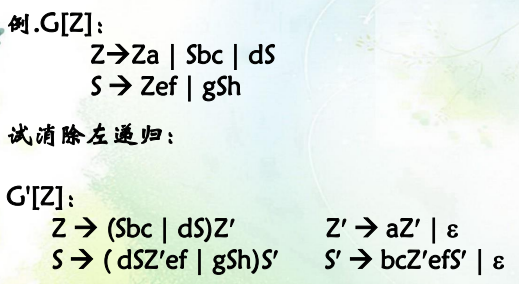 例.G[Z]：
Z→Za | Sbc | dS
S → Zef | gSh
试消除左递归：
G'[Z]：
Z → (Sbc | dS)Z' Z' → aZ' | ε
S → ( dSZ'ef | gSh)S' S' → bcZ'efS' | ε